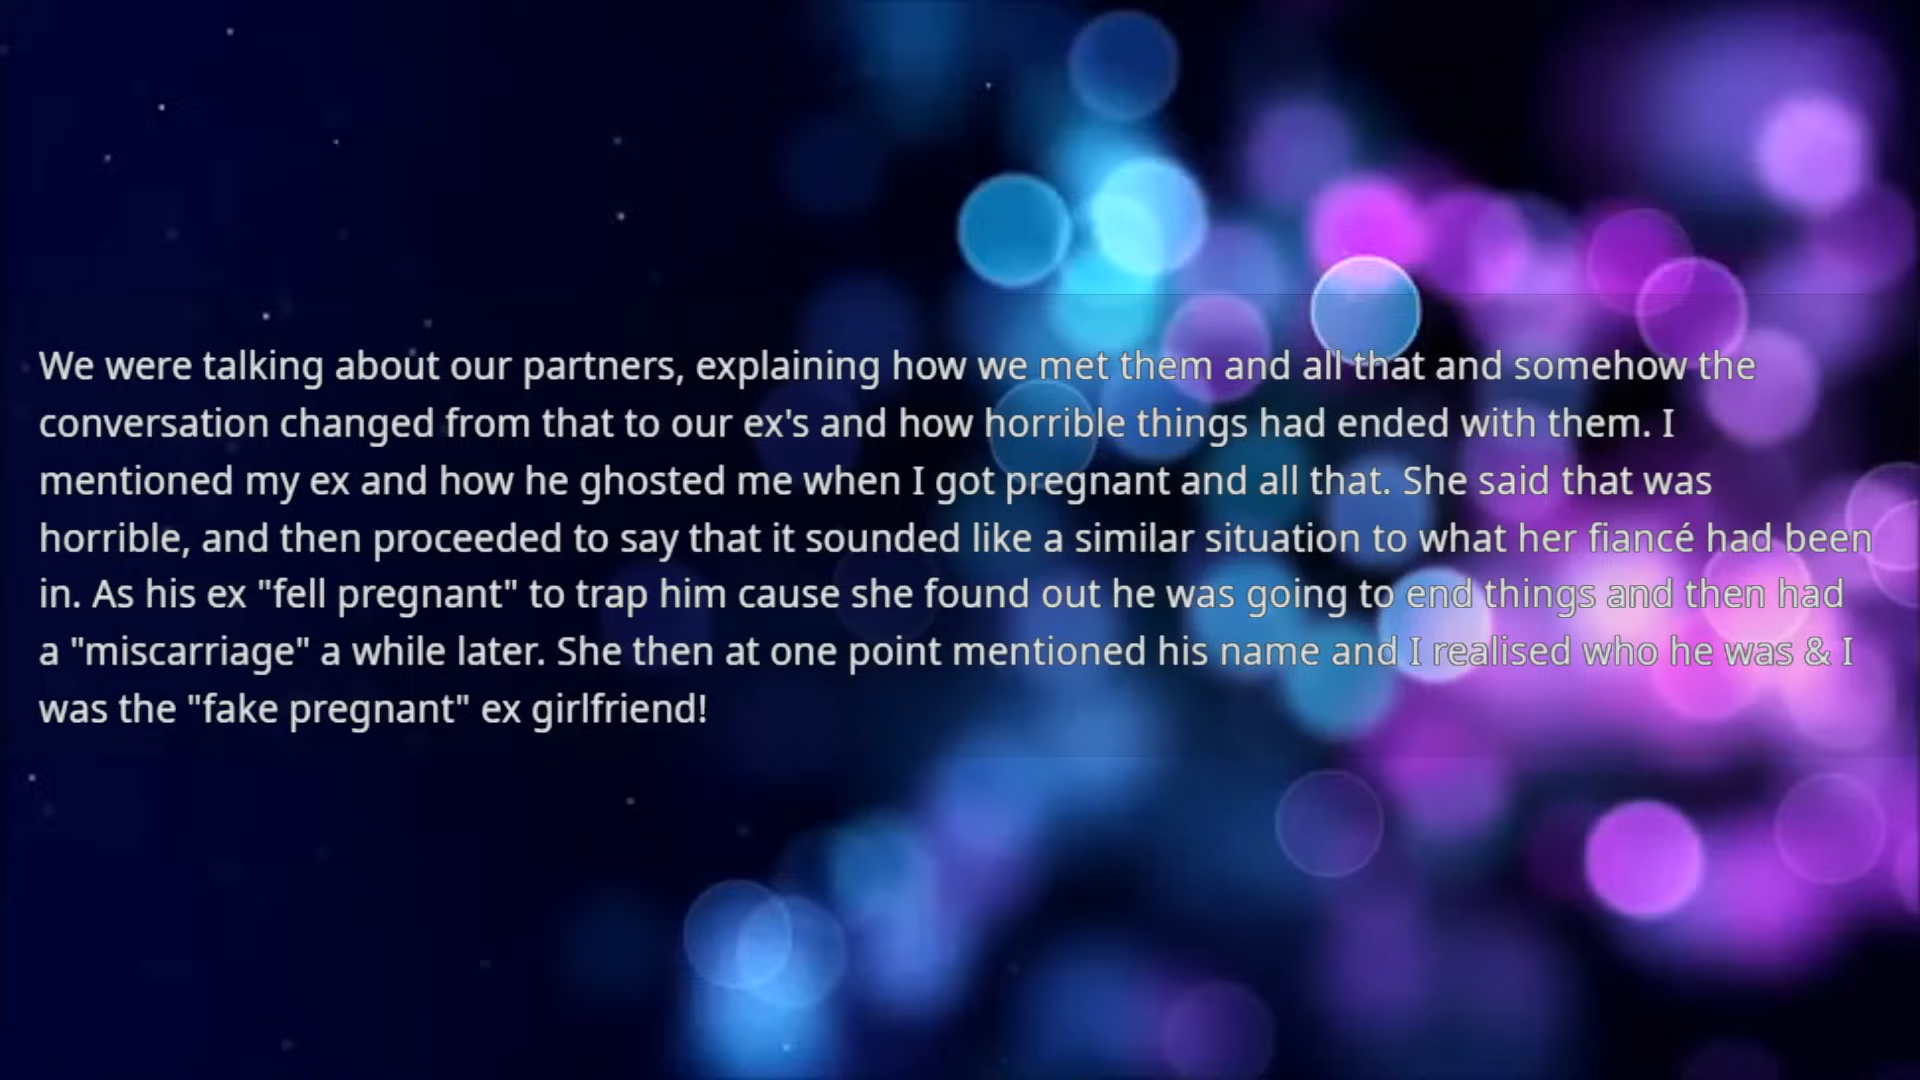 We were talking about our partners, explaining how we met them and all that and somehow the
conversation changed from that to our ex's and how horrible things had ended with them. I
mentioned my ex and how he ghosted me when I got pregnant and all that. She said that was
horrible, and then proceeded to say that it sounded like a similar situation to what her fiancé had been
in. As his ex "fell pregnant" to trap him cause she found out he was going to end things and then had
a "miscarriage" a while later. She then at one point mentioned his name and I realised who he was & I
was the "fake pregnant" ex girlfriend!